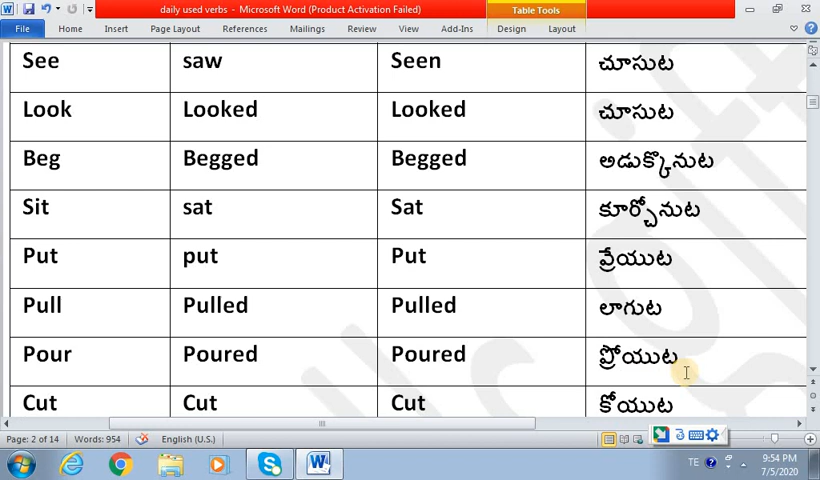 daily used verbs - Microsoft Word (Product Activation Failed)
Table Tools
File Home Insert Page Layout References Mailings Review View Add-Ins Design Layout
See saw Seen చూసుట
Look Looked Looked చూసుట
Beg Begged Begged అడుక్కొనుట
Sit sat Sat కూర్చోనుట
Put put Put వ్రేయుట
Pull Pulled Pulled లాగుట
Pour Poured Poured ప్రోయుట
Cut Cut Cut కోయుట
Page: 2 of 14 Words: 954 English (U.S.)
TE 9:54 PM
7/5/2020